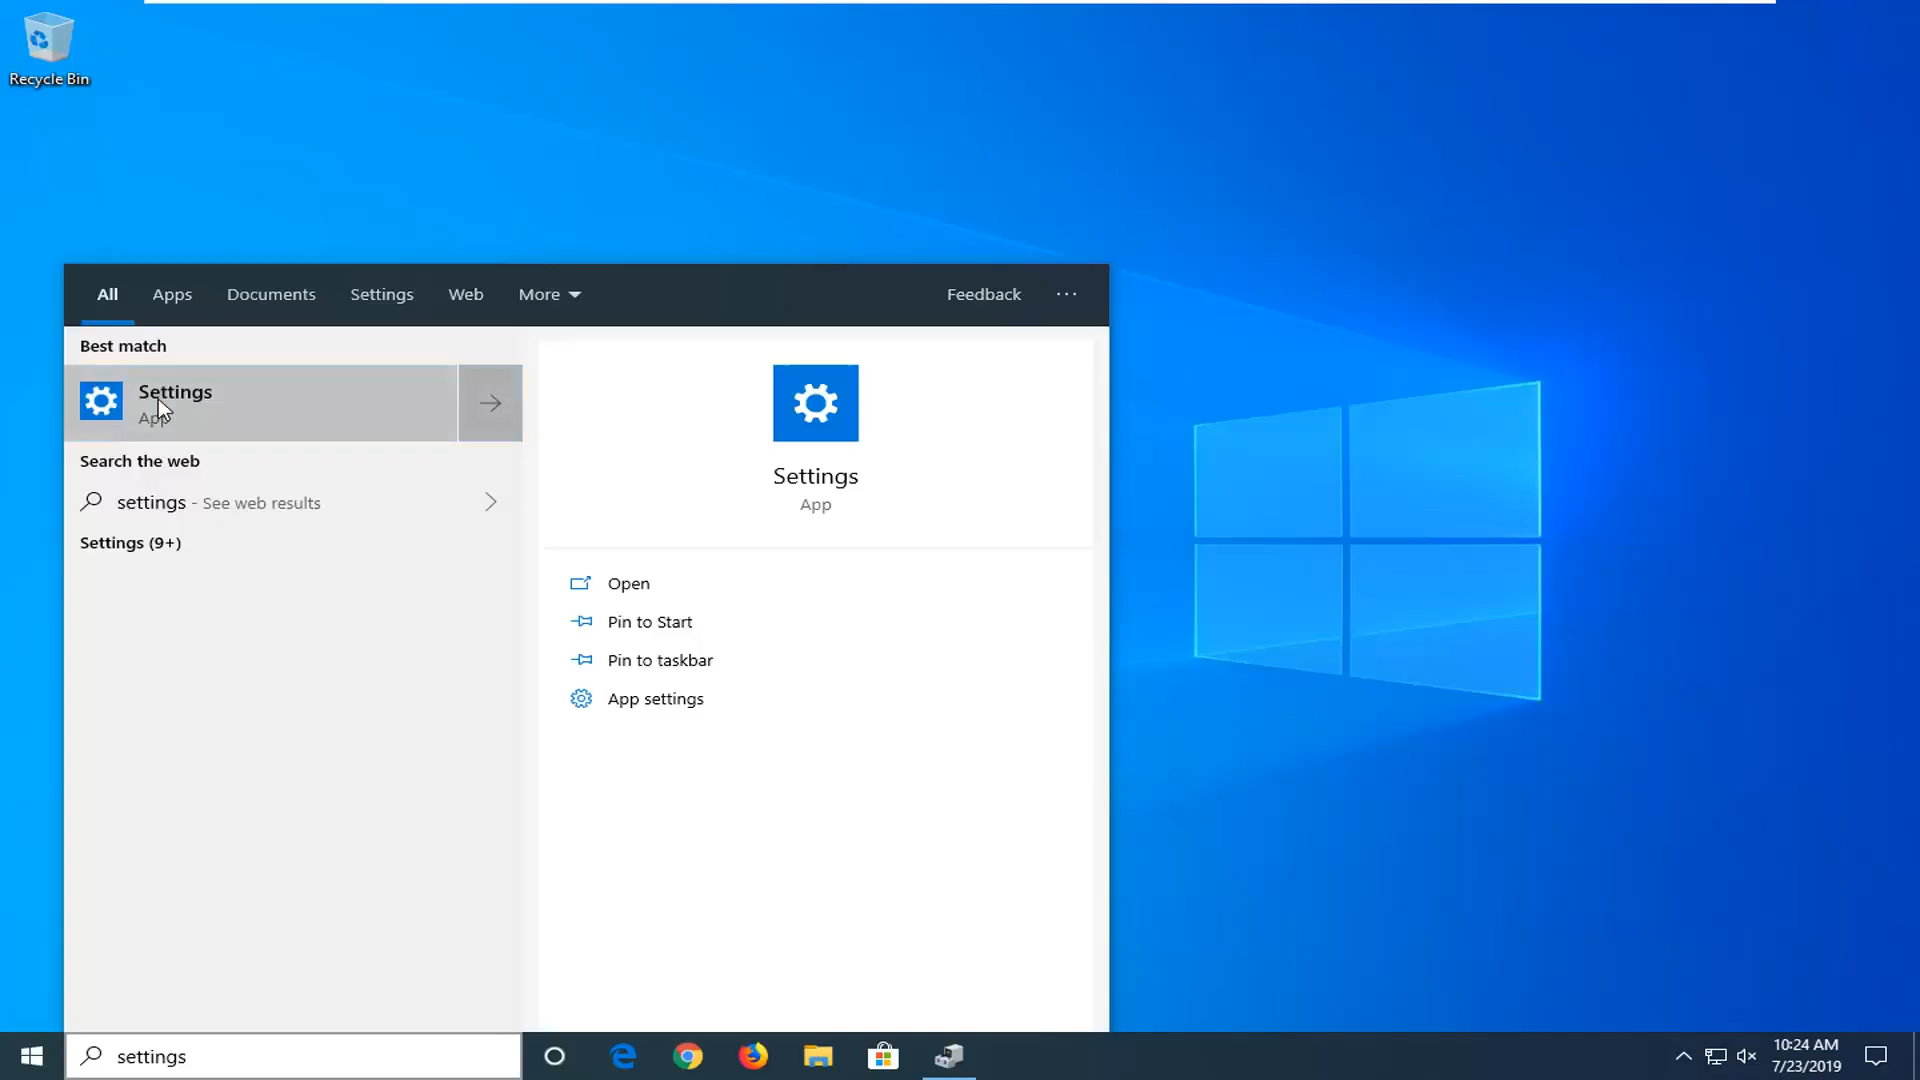 Recycle Bin
All Apps Documents Settings Web More Feedback ···
Best match
Settings
App
Search the web
settings - See web results
Settings (9+)
Settings
App
Open
Pin to Start
Pin to taskbar
App settings
settings
10:24 AM
7/23/2019